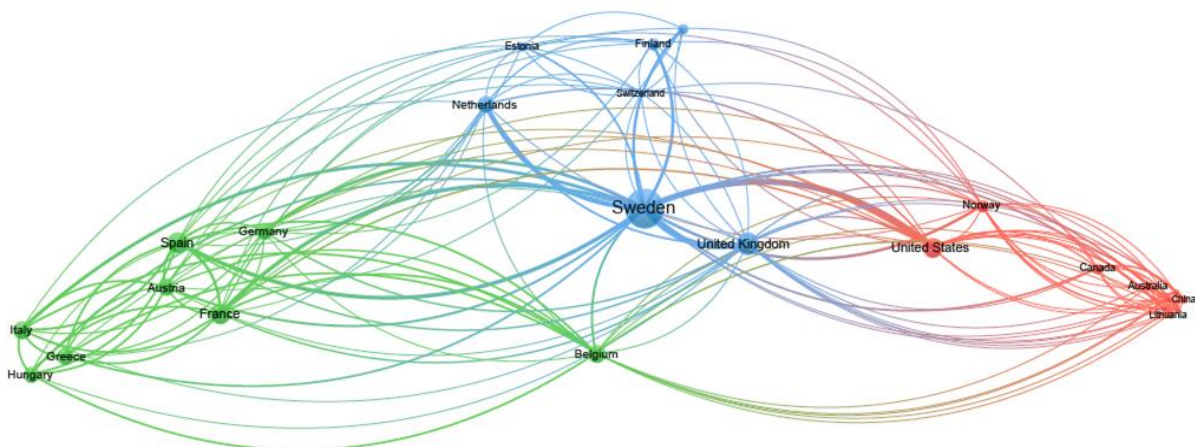 Estonia
Finland
Switzerland
Netherlands
Sweden
Norway
Germany
Spain
United Kingdom
United States
Canada
Austria
Australia
China
France
Lithuania
Italy
Greece
Belgium
Hungary